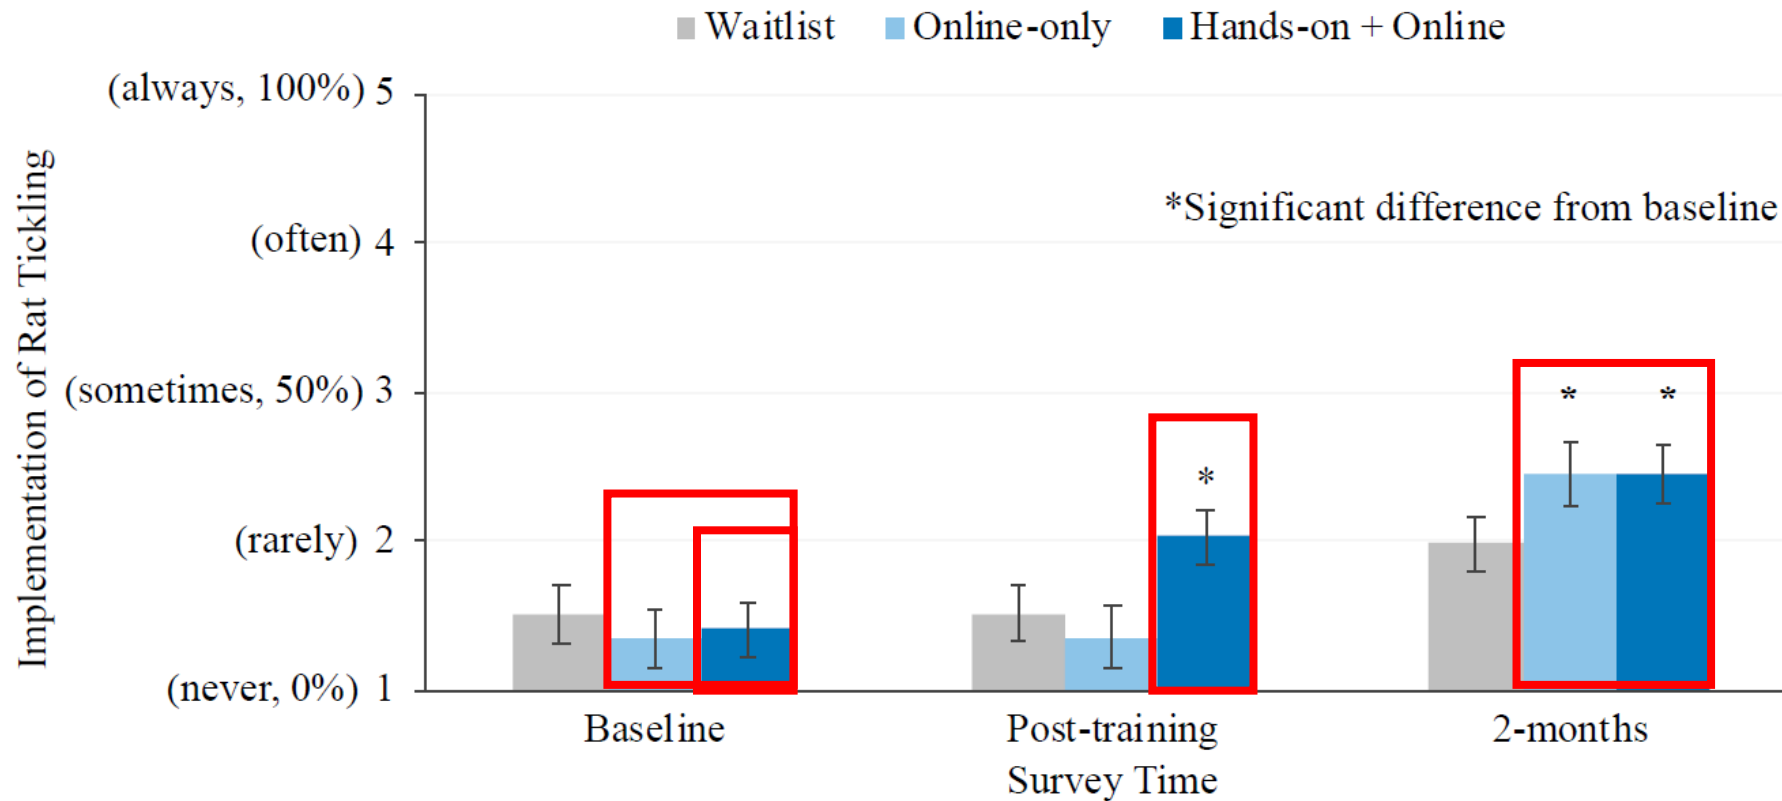 Waitlist Online-only Hands-on + Online
(always, 100%) 5
*Significant difference from baseline
(often) 4
(sometimes, 50%) 3
* *
*
(rarely) 2
(never, 0%) 1
Implementation of Rat Tickling
Baseline Post-training 2-months
Survey Time